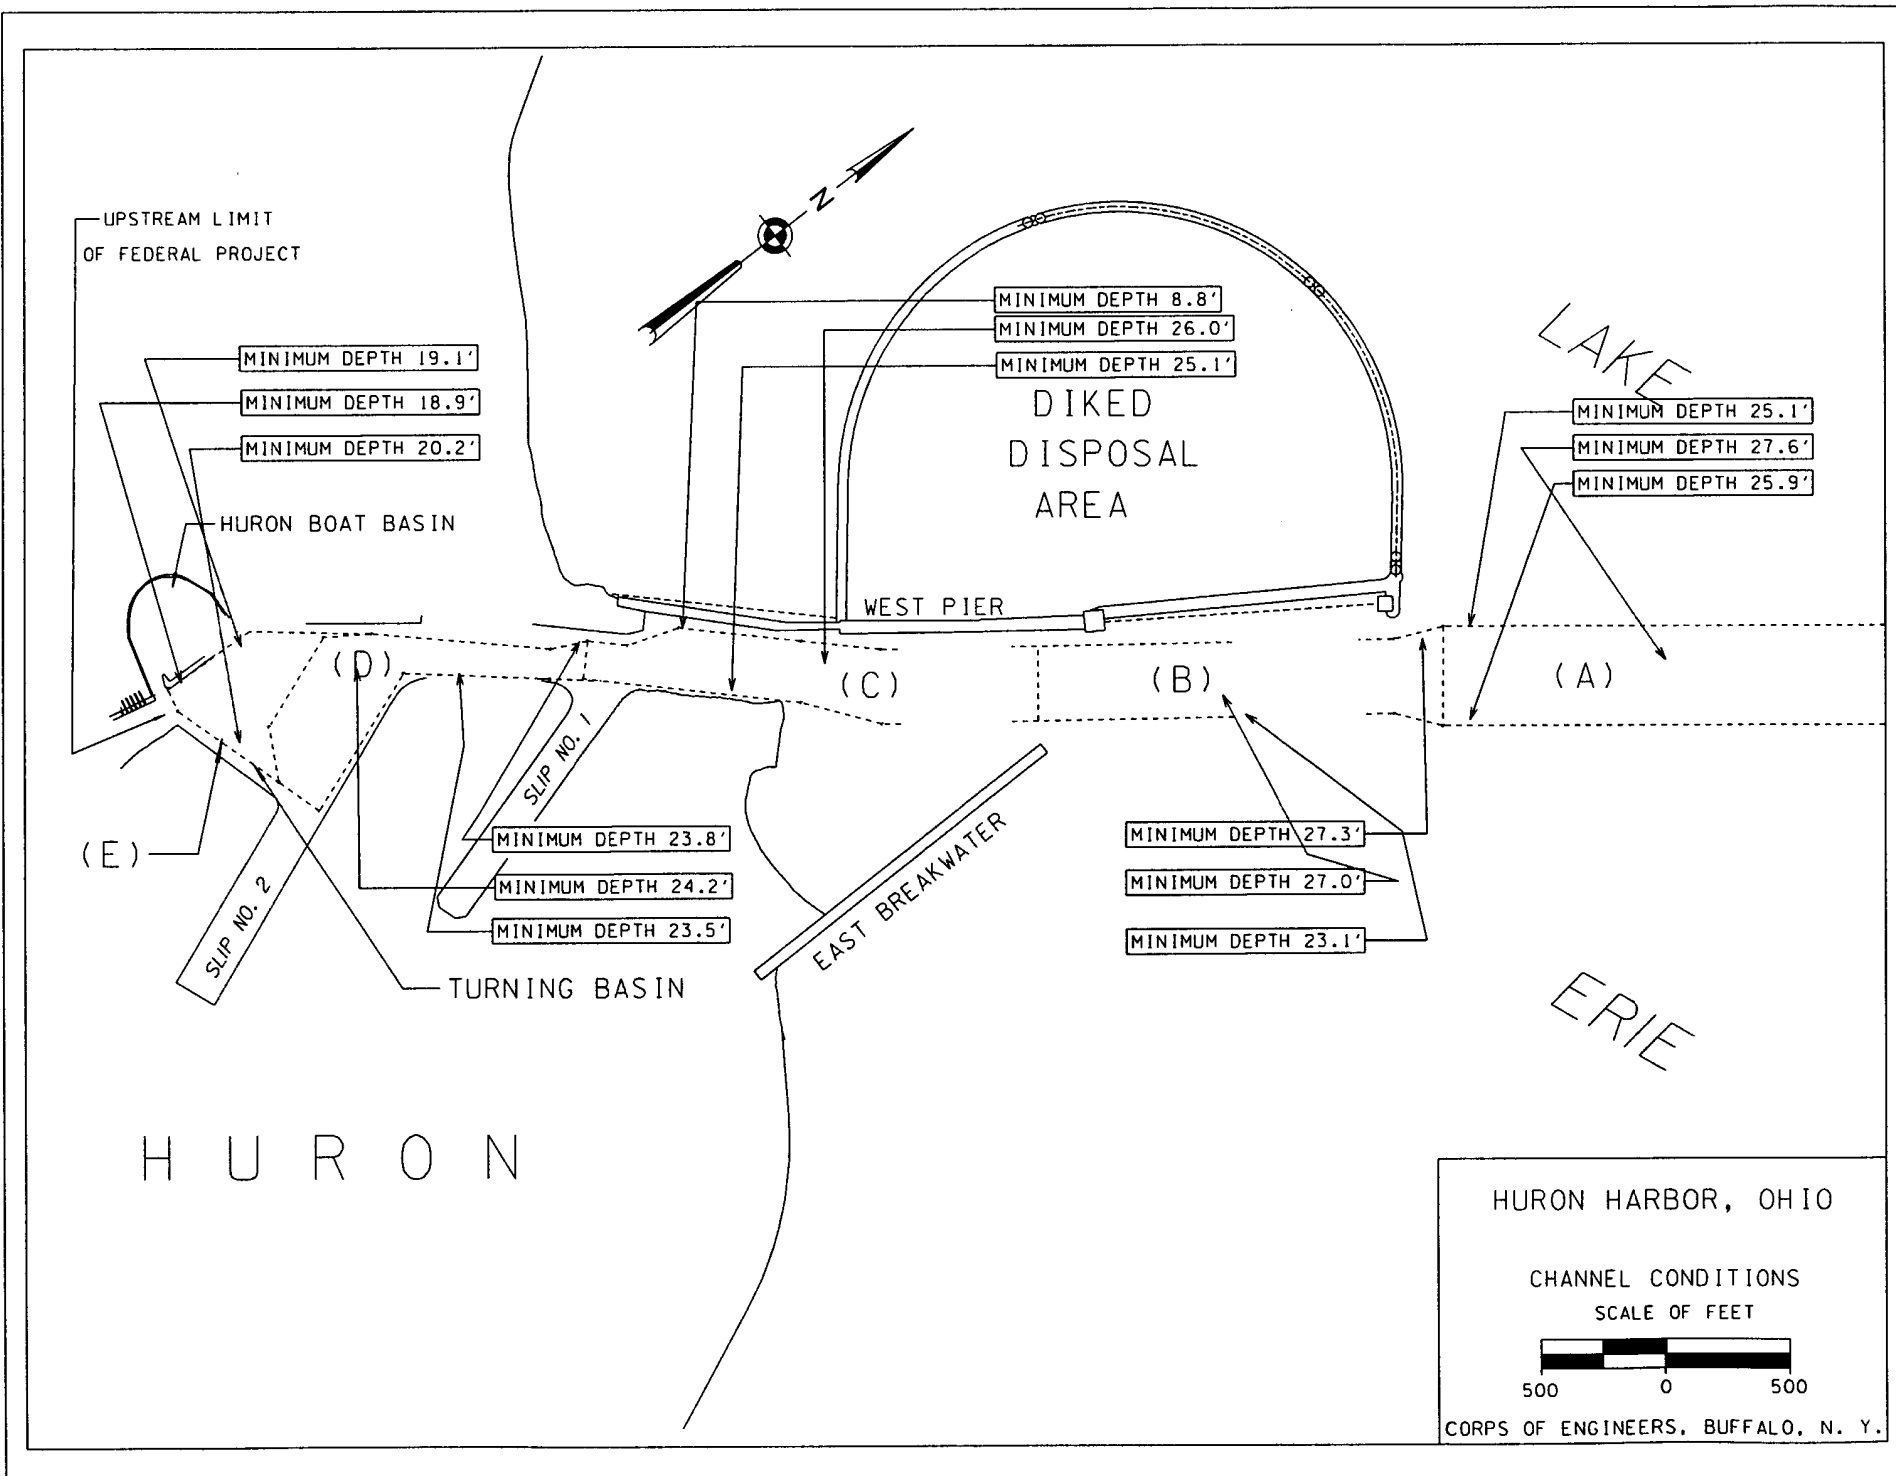 UPSTREAM LIMIT
OF FEDERAL PROJECT
N
MINIMUM DEPTH 8.8'
MINIMUM DEPTH 26.0'
MINIMUM DEPTH 25.1'
DIKED
DISPOSAL
AREA
MINIMUM DEPTH 19.1'
MINIMUM DEPTH 18.9'
MINIMUM DEPTH 20.2'
HURON BOAT BASIN
LAKE
MINIMUM DEPTH 25.1'
MINIMUM DEPTH 27.6'
MINIMUM DEPTH 25.9'
WEST PIER
(D)
(C)
(B)
(A)
(E)
SLIP NO. 1
SLIP NO. 2
MINIMUM DEPTH 23.8'
MINIMUM DEPTH 24.2'
MINIMUM DEPTH 23.5'
TURNING BASIN
EAST BREAKWATER
MINIMUM DEPTH 27.3'
MINIMUM DEPTH 27.0'
MINIMUM DEPTH 23.1'
ERIE
HURON
HURON HARBOR, OHIO
CHANNEL CONDITIONS
SCALE OF FEET
500 0 500
CORPS OF ENGINEERS, BUFFALO, N. Y.